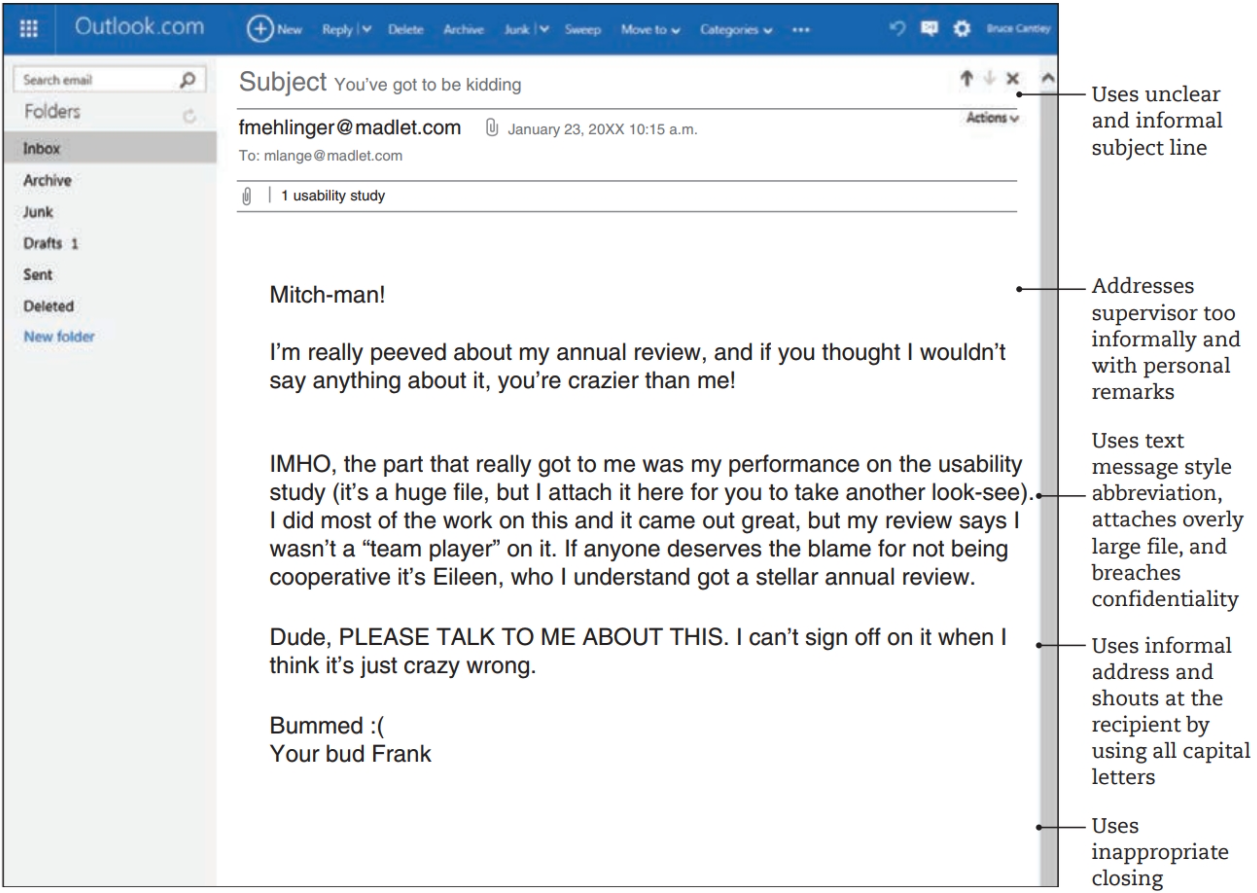 Outlook.com
New Reply Delete Archive Junk Sweep Move to Categories ••• Bruce Cantley
Search email
Folders
Inbox
Archive
Junk
Drafts 1
Sent
Deleted
New folder
Subject You've got to be kidding
fmehlinger@madlet.com January 23, 20XX 10:15 a.m.
Actions
To: mlange@madlet.com
1 usability study
Mitch-man!
I'm really peeved about my annual review, and if you thought I wouldn't
say anything about it, you're crazier than me!
IMHO, the part that really got to me was my performance on the usability
study (it's a huge file, but I attach it here for you to take another look-see).
I did most of the work on this and it came out great, but my review says I
wasn't a “team player” on it. If anyone deserves the blame for not being
cooperative it's Eileen, who I understand got a stellar annual review.
Dude, PLEASE TALK TO ME ABOUT THIS. I can't sign off on it when I
think it's just crazy wrong.
Bummed :(
Your bud Frank
Uses unclear
and informal
subject line
Addresses
supervisor too
informally and
with personal
remarks
Uses text
message style
abbreviation,
attaches overly
large file, and
breaches
confidentiality
Uses informal
address and
shouts at the
recipient by
using all capital
letters
Uses
inappropriate
closing